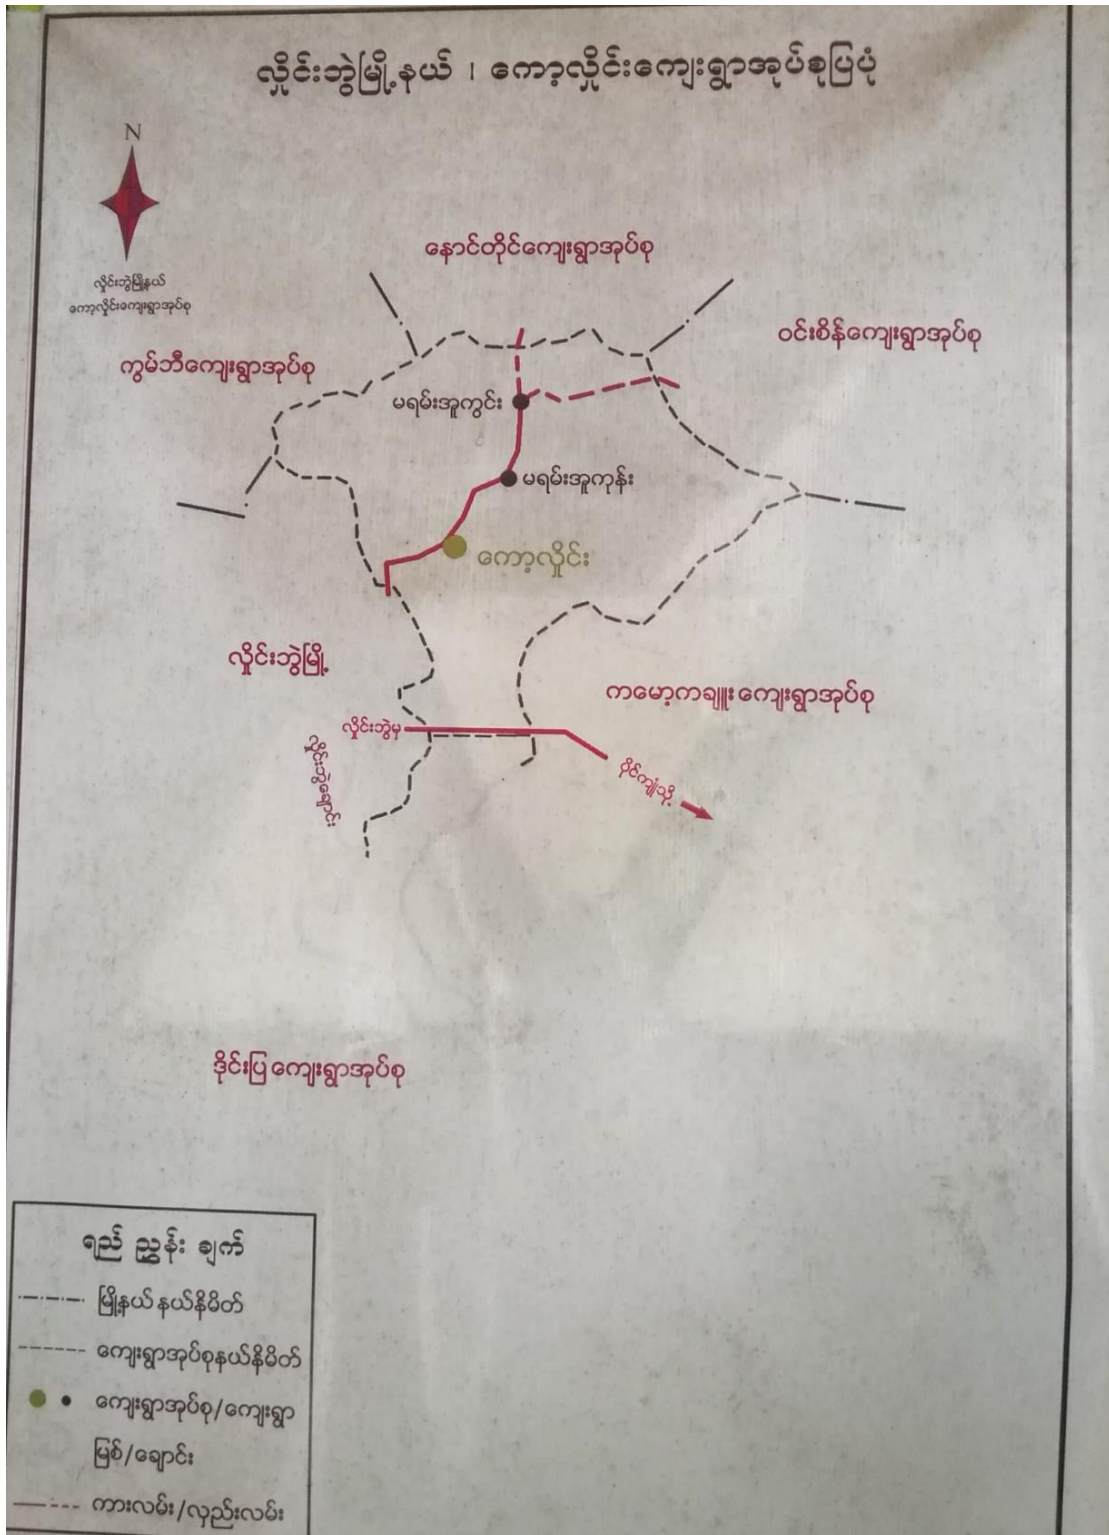 လှိုင်းဘွဲမြို့နယ် ၊ ကော့လှိုင်းကျေးရွာအုပ်စုပြပုံ
N
လှိုင်းဘွဲမြို့နယ်
ကော့လှိုင်းကျေးရွာအုပ်စု
နောင်တိုင်ကျေးရွာအုပ်စု
ဝင်းစိန်ကျေးရွာအုပ်စု
ကွမ်ဘီကျေးရွာအုပ်စု
မရမ်းအူကွင်း
မရမ်းအူကုန်း
ကော့လှိုင်း
လှိုင်းဘွဲမြို့
ကမော့ကချူးကျေးရွာအုပ်စု
လှိုင်းဘွဲမှ
လှိုင်းဘွဲချောင်း
ပိုင်ကျုံသို့
ဒိုင်းပြကျေးရွာအုပ်စု
ရည် ညွှန်း ချက်
မြို့နယ်နယ်နိမိတ်
ကျေးရွာအုပ်စုနယ်နိမိတ်
ကျေးရွာအုပ်စု/ကျေးရွာ
မြစ်/ချောင်း
ကားလမ်း/လှည်းလမ်း